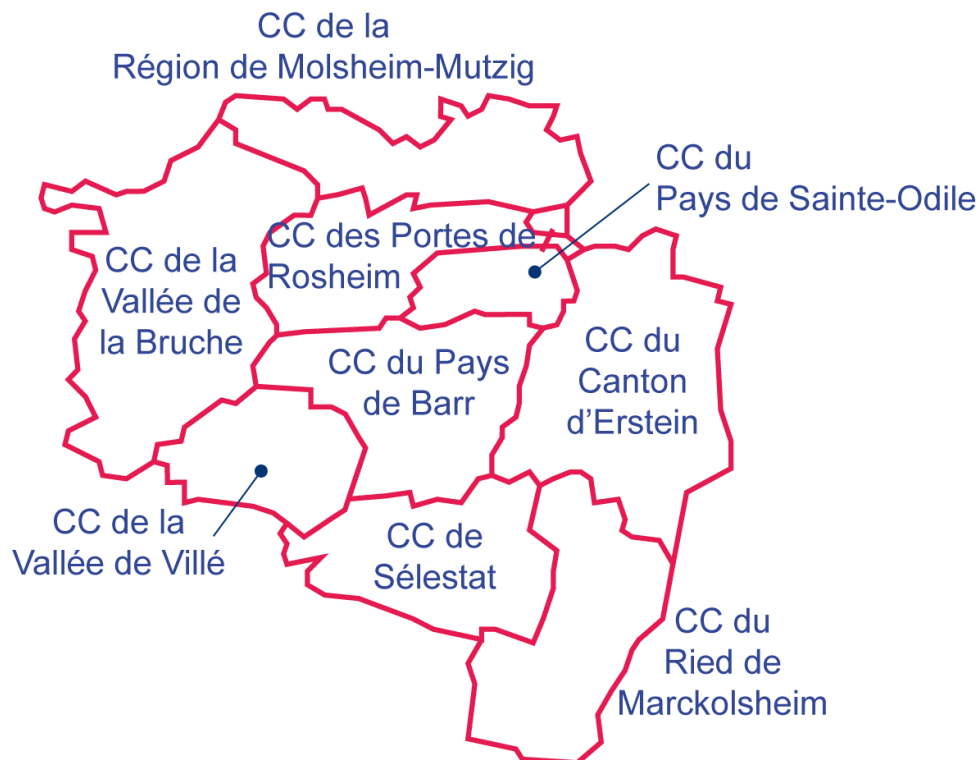 CC de la
Région de Molsheim-Mutzig
CC du
Pays de Sainte-Odile
CC des Portes de
Rosheim
CC de la
Vallée de
la Bruche
CC du Pays
de Barr
CC du
Canton
d'Erstein
CC de la
Vallée de Villé
CC de
Sélestat
CC du
Ried de
Marckolsheim